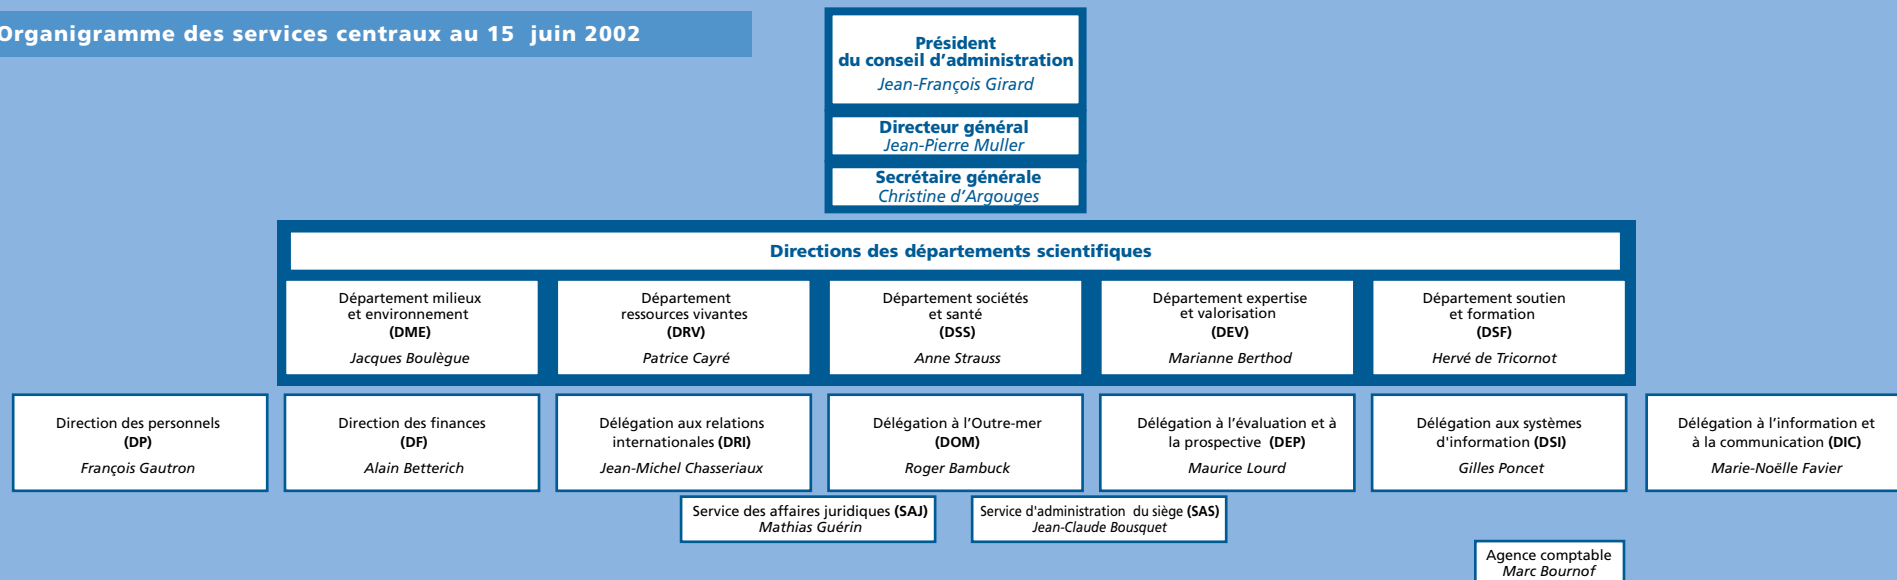 Organigramme des services centraux au 15 juin 2002
Président
du conseil d'administration
Jean-François Girard
Directeur général
Jean-Pierre Muller
Secrétaire générale
Christine d'Argouges
Directions des départements scientifiques
Département milieux
et environnement
(DME)
Jacques Boulègue
Département
ressources vivantes
(DRV)
Patrice Cayré
Département sociétés
et santé
(DSS)
Anne Strauss
Département expertise
et valorisation
(DEV)
Marianne Berthod
Département soutien
et formation
(DSF)
Hervé de Tricornot
Direction des personnels
(DP)
François Gautron
Direction des finances
(DF)
Alain Betterich
Délégation aux relations
internationales (DRI)
Jean-Michel Chasseriaux
Délégation à l'Outre-mer
(DOM)
Roger Bambuck
Délégation à l'évaluation et à
la prospective (DEP)
Maurice Lourd
Délégation aux systèmes
d'information (DSI)
Gilles Poncet
Délégation à l'information et
à la communication (DIC)
Marie-Noëlle Favier
Service des affaires juridiques (SAJ)
Mathias Guérin
Service d'administration du siège (SAS)
Jean-Claude Bousquet
Agence comptable
Marc Bournof